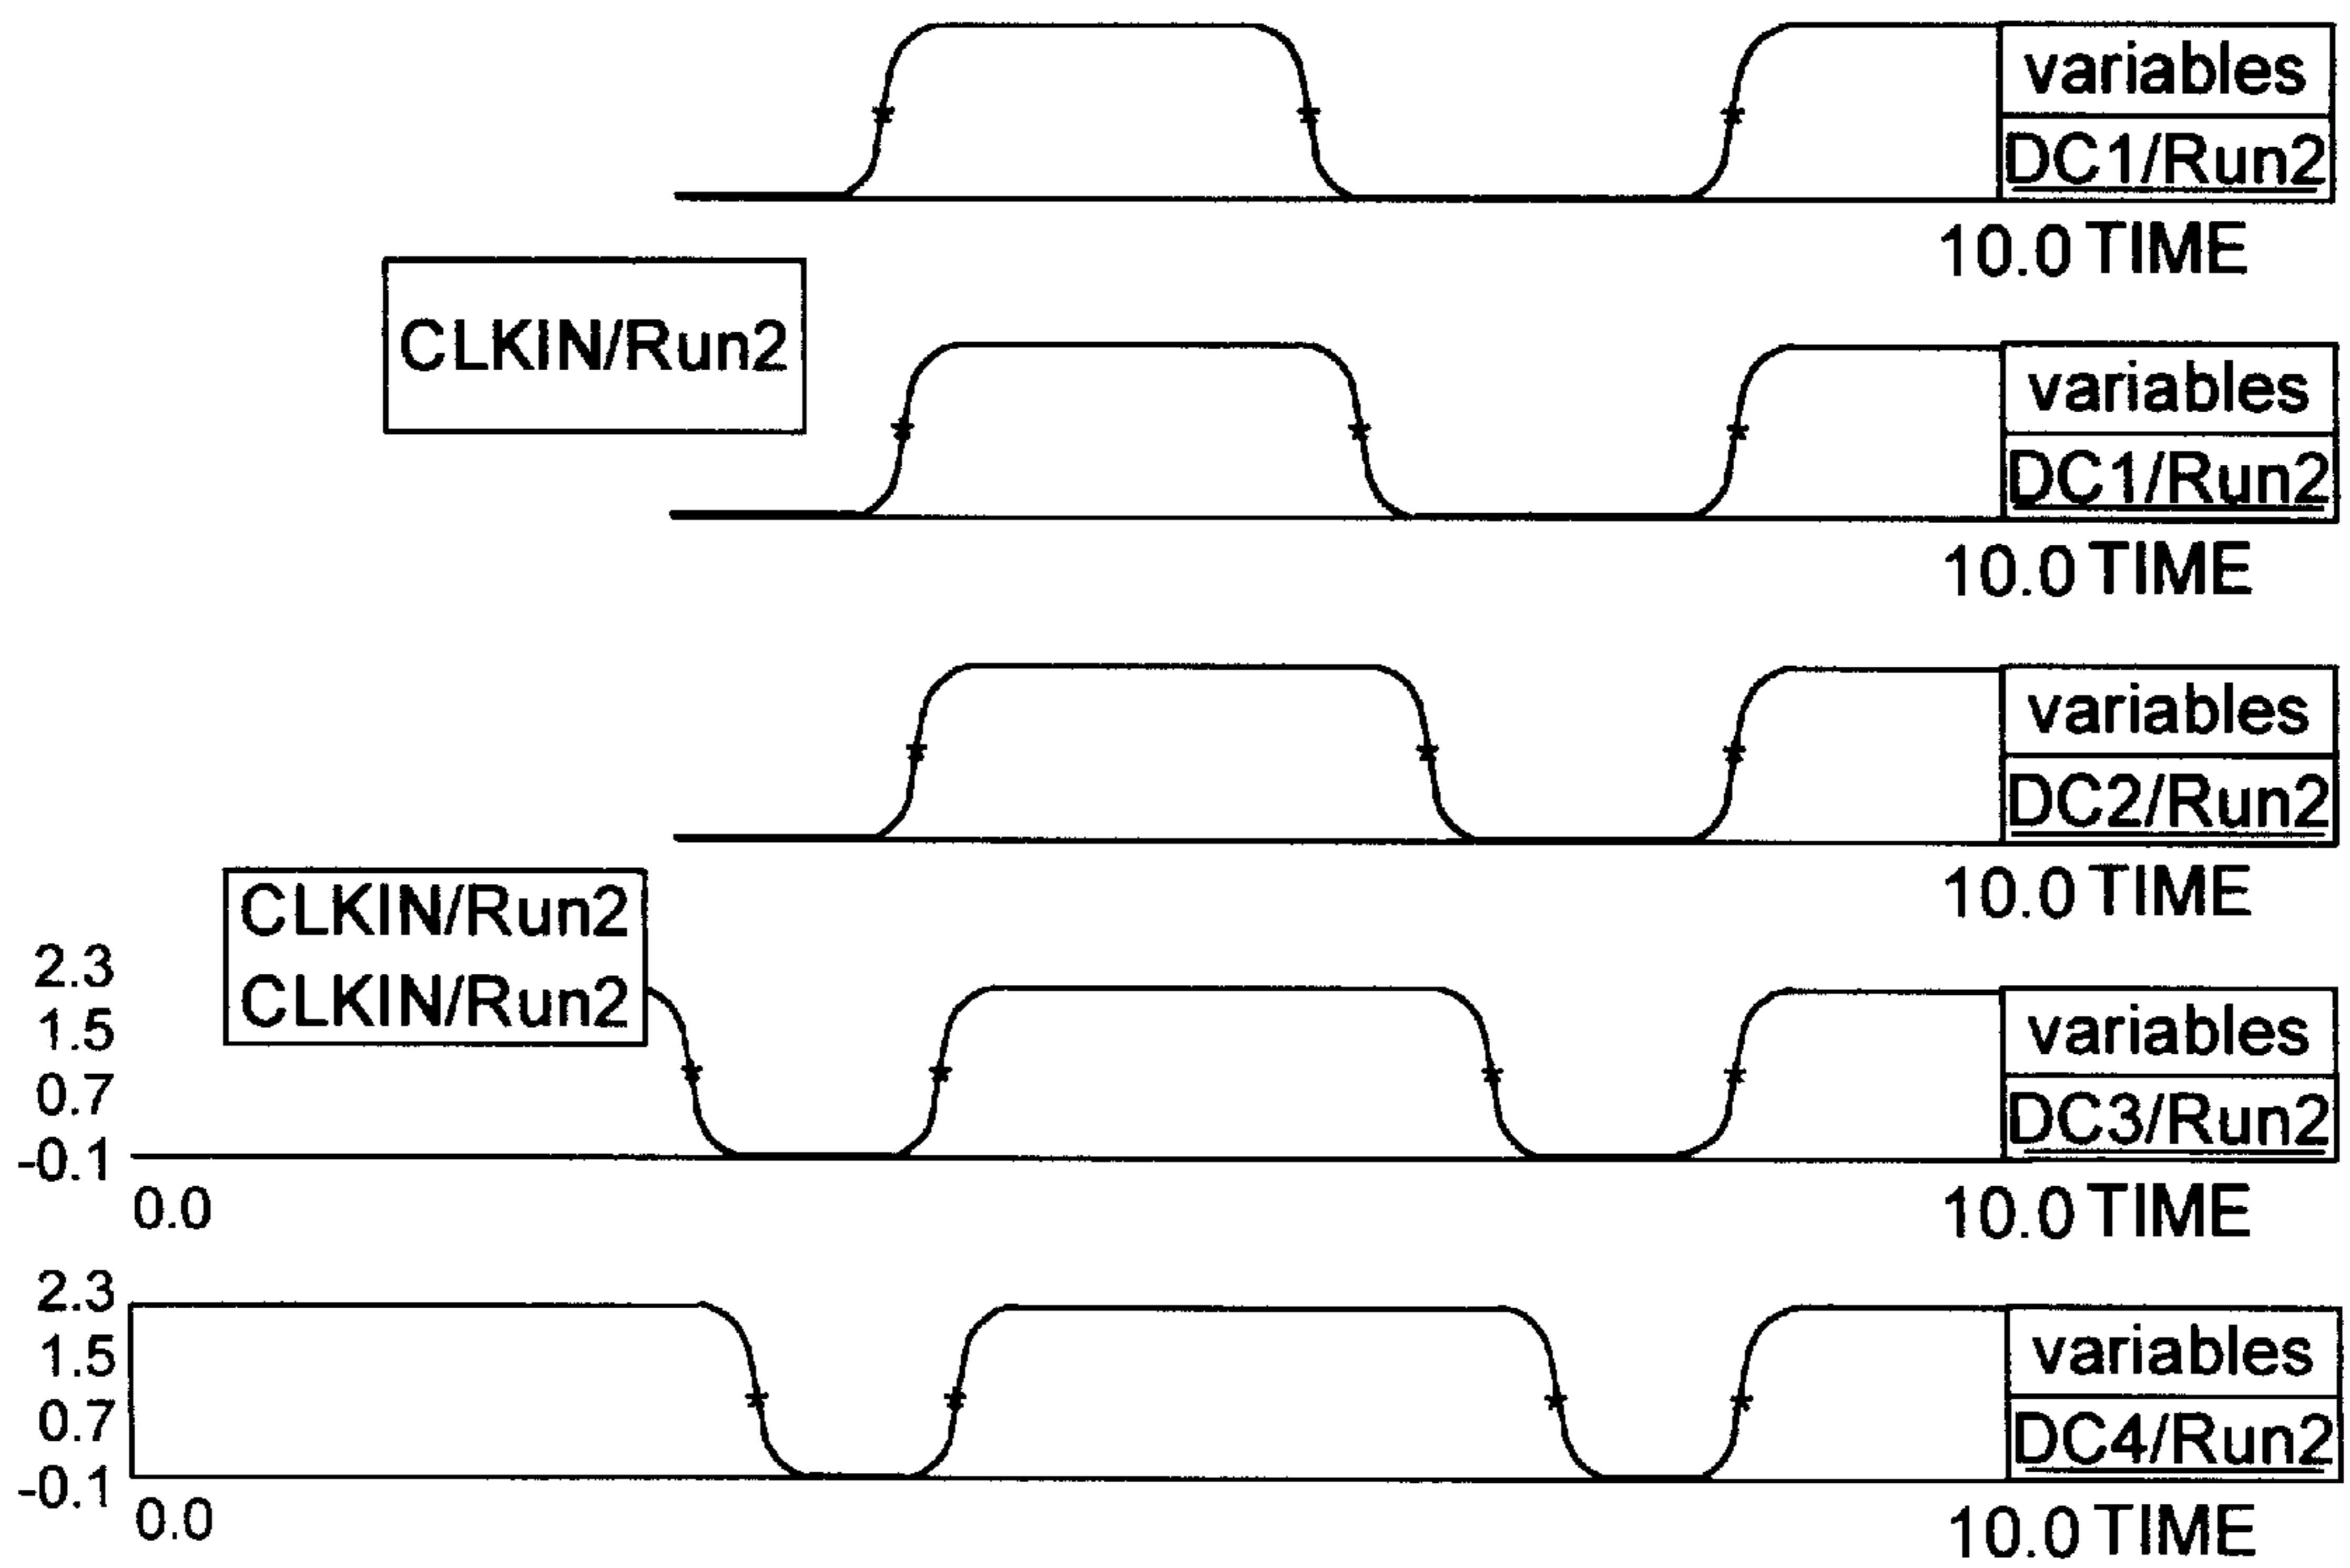 variables
DC1/Run2
10.0 TIME
CLKIN/Run2
variables
DC1/Run2
10.0 TIME
variables
DC2/Run2
10.0 TIME
CLKIN/Run2
CLKIN/Run2
2.3
1.5
0.7
-0.1
0.0
variables
DC3/Run2
10.0 TIME
2.3
1.5
0.7
-0.1
0.0
variables
DC4/Run2
10.0 TIME